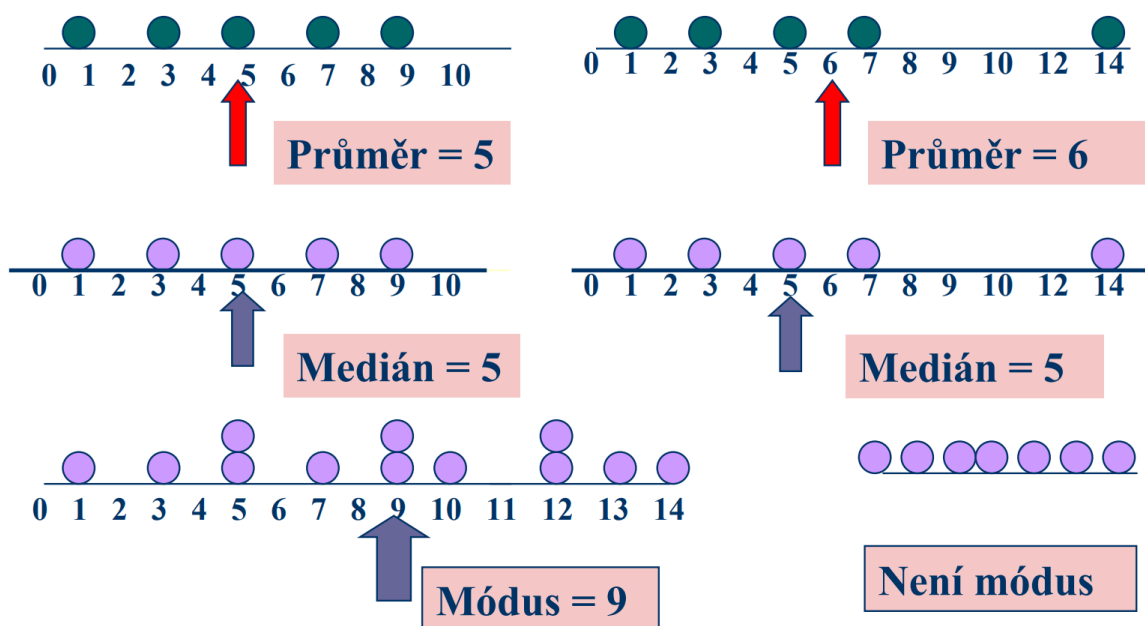 0 1 2 3 4 5 6 7 8 9 10
Průměr = 5
0 1 2 3 4 5 6 7 8 9 10 12 14
Průměr = 6
0 1 2 3 4 5 6 7 8 9 10
Medián = 5
0 1 2 3 4 5 6 7 8 9 10 12 14
Medián = 5
0 1 2 3 4 5 6 7 8 9 10 11 12 13 14
Módus = 9
Není módus